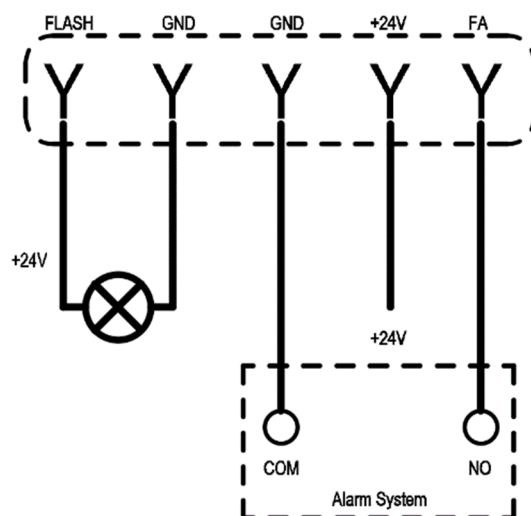 FLASH GND GND +24V FA
+24V
+24V
COM NO
Alarm System